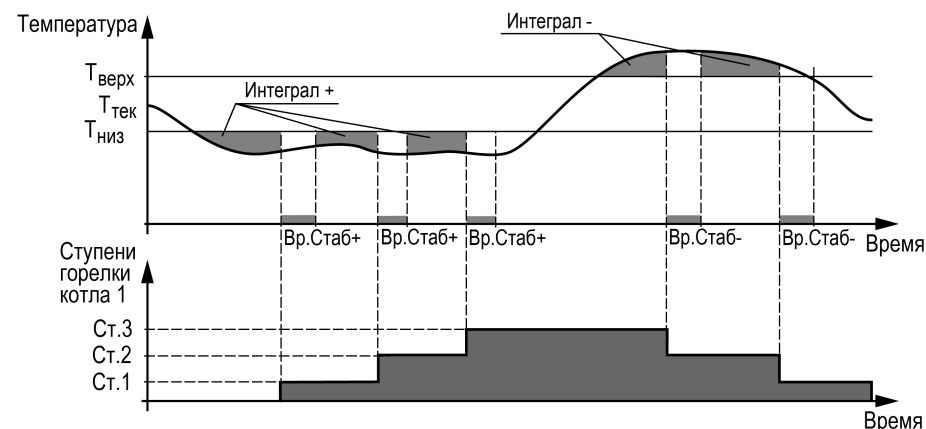 Температура
Интеграл -
Tверх
Tтек
Tниз
Интеграл +
Вр.Стаб+
Вр.Стаб+
Вр.Стаб+
Вр.Стаб-
Вр.Стаб-
Время
Ступени
горелки
котла 1
Ст.3
Ст.2
Ст.1
Время